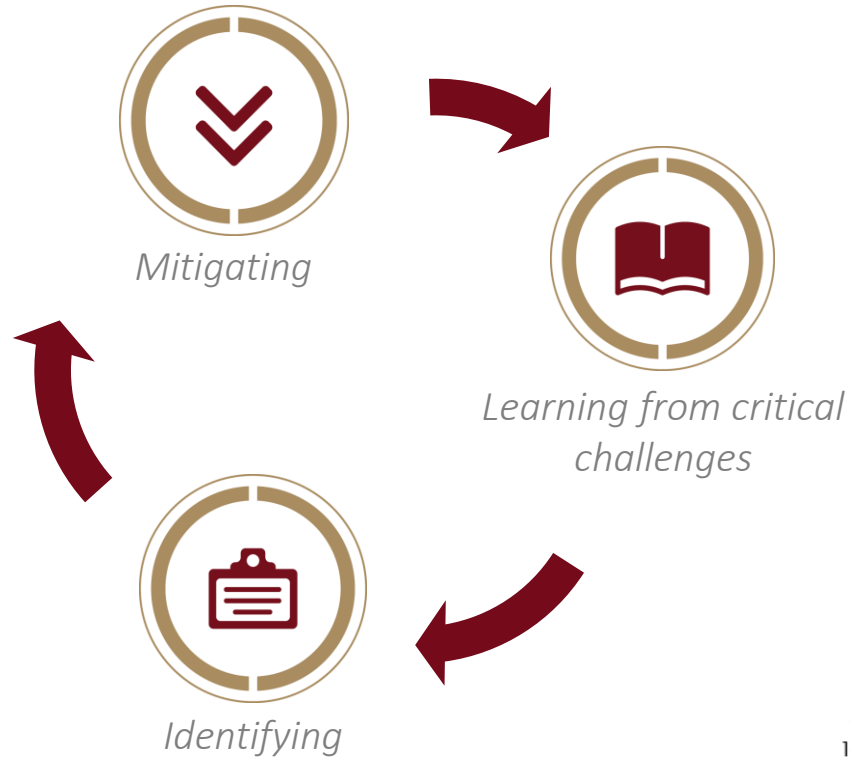 Mitigating
Learning from critical
challenges
Identifying
1